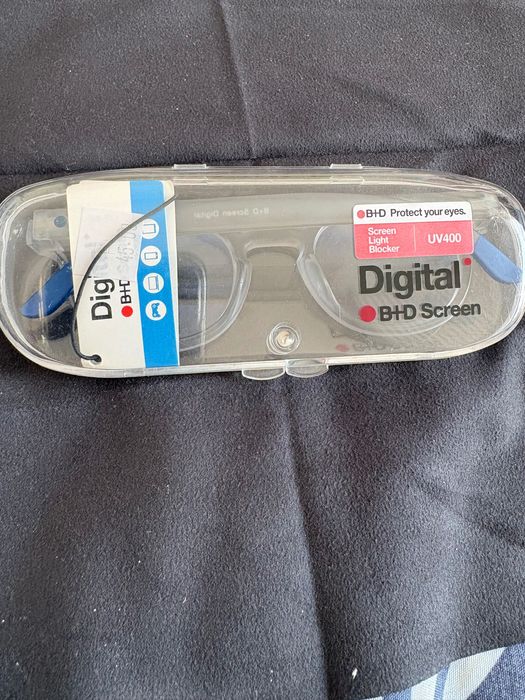 B+D Screen Digital
B+D Protect your eyes.
Screen
Light
Blocker
UV400
Digital
B+D Screen
Digi
B+D